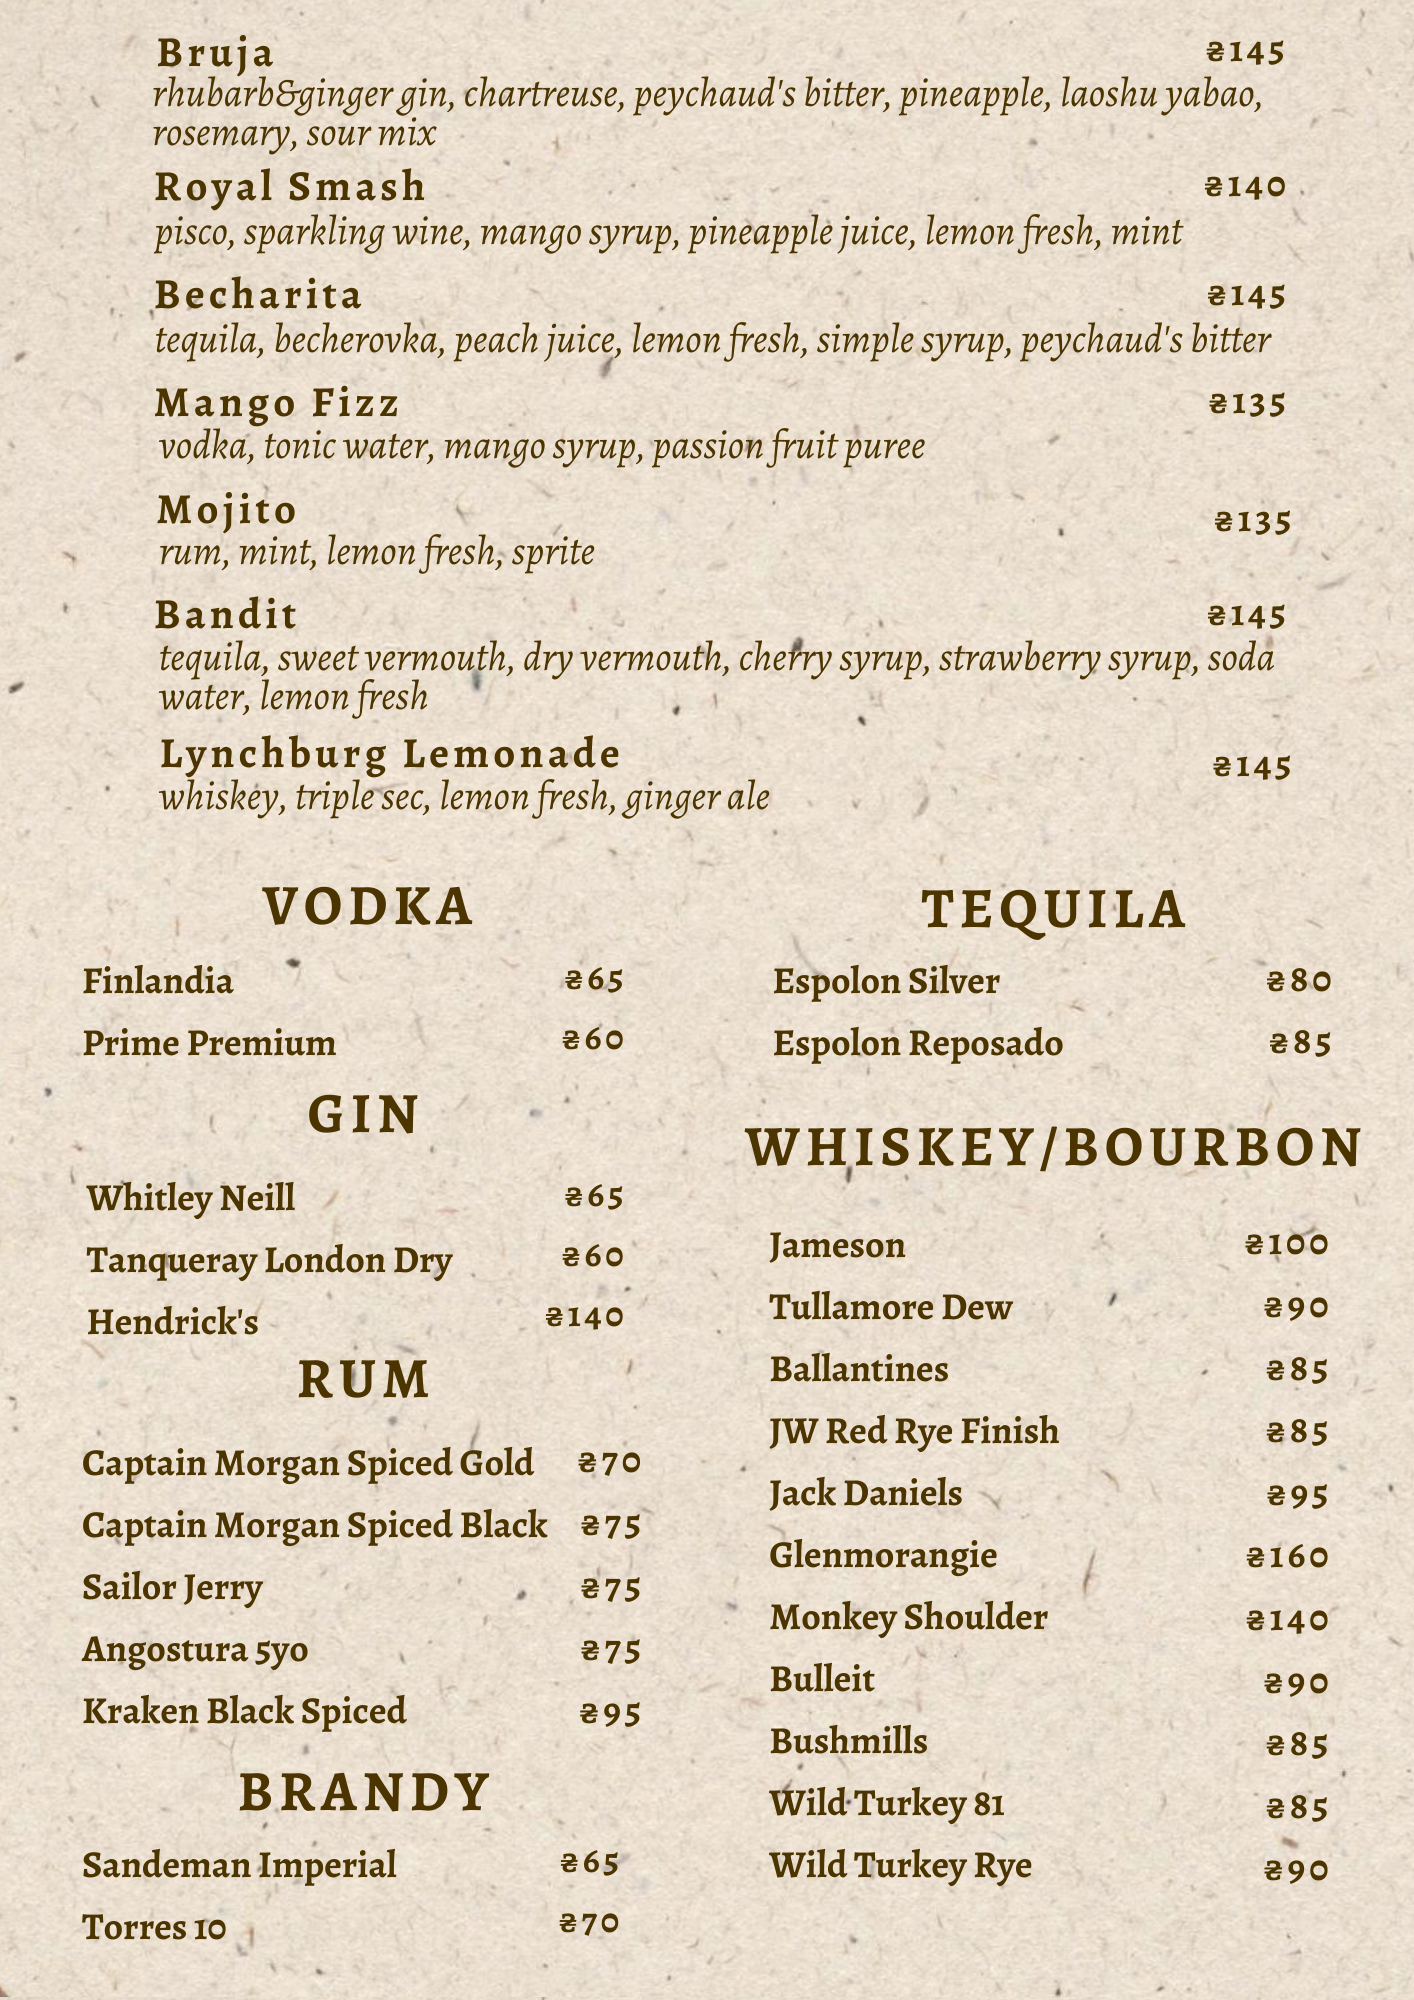 Bruja ₴145
rhubarb&ginger gin, chartreuse, peychaud's bitter, pineapple, laoshu yabao,
rosemary, sour mix
Royal Smash ₴140
pisco, sparkling wine, mango syrup, pineapple juice, lemon fresh, mint
Becharita ₴145
tequila, becherovka, peach juice, lemon fresh, simple syrup, peychaud's bitter
Mango Fizz ₴135
vodka, tonic water, mango syrup, passion fruit puree
Mojito ₴135
rum, mint, lemon fresh, sprite
Bandit ₴145
tequila, sweet vermouth, dry vermouth, cherry syrup, strawberry syrup, soda
water, lemon fresh
Lynchburg Lemonade ₴145
whiskey, triple sec, lemon fresh, ginger ale
VODKA
Finlandia ₴65
Prime Premium ₴60
GIN
Whitley Neill ₴65
Tanqueray London Dry ₴60
Hendrick's ₴140
RUM
Captain Morgan Spiced Gold ₴70
Captain Morgan Spiced Black ₴75
Sailor Jerry ₴75
Angostura 5yo ₴75
Kraken Black Spiced ₴95
BRANDY
Sandeman Imperial ₴65
Torres 10 ₴70
TEQUILA
Espolon Silver ₴80
Espolon Reposado ₴85
WHISKEY/BOURBON
Jameson ₴100
Tullamore Dew ₴90
Ballantines ₴85
JW Red Rye Finish ₴85
Jack Daniels ₴95
Glenmorangie ₴160
Monkey Shoulder ₴140
Bulleit ₴90
Bushmills ₴85
Wild Turkey 81 ₴85
Wild Turkey Rye ₴90